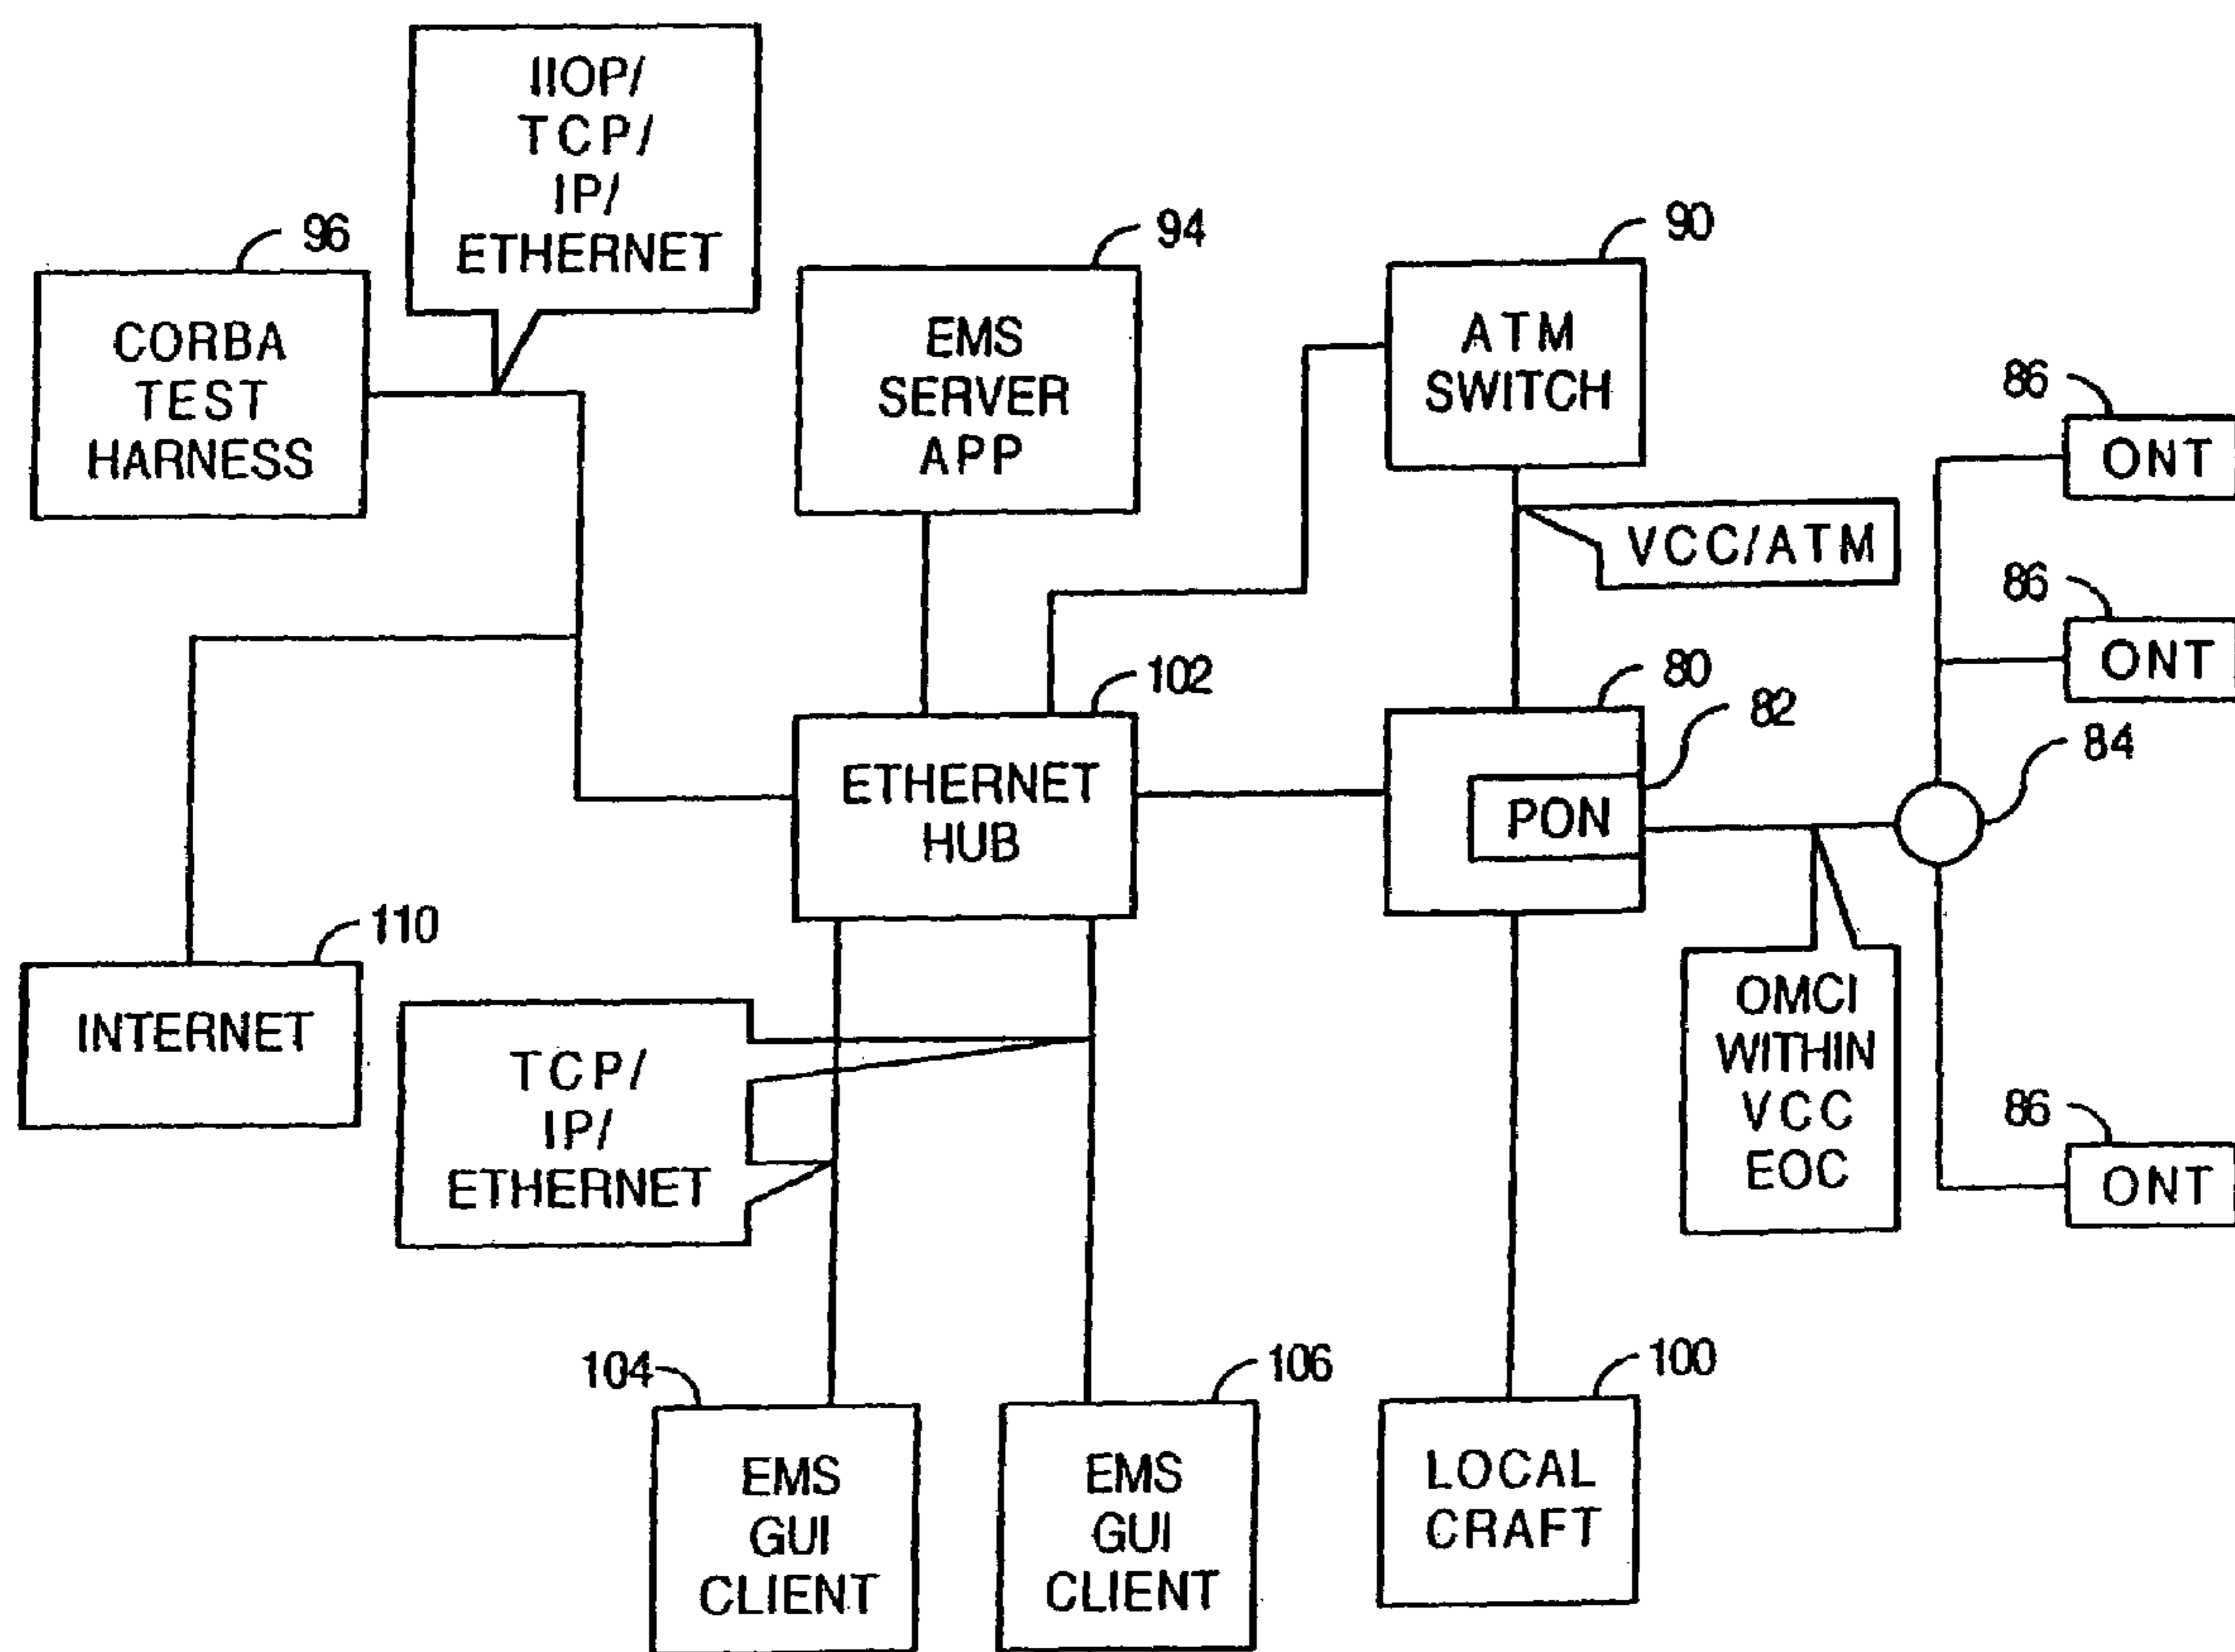 IIOP/
TCP/
IP/
ETHERNET
96
CORBA
TEST
HARNESS
94
EMS
SERVER
APP
90
ATM
SWITCH
VCC/ATM
86
ONT
86
ONT
102
ETHERNET
HUB
80
82
PON
84
110
INTERNET
TCP/
IP/
ETHERNET
OMCI
WITHIN
VCC
EOC
86
ONT
104
EMS
GUI
CLIENT
106
EMS
GUI
CLIENT
100
LOCAL
CRAFT